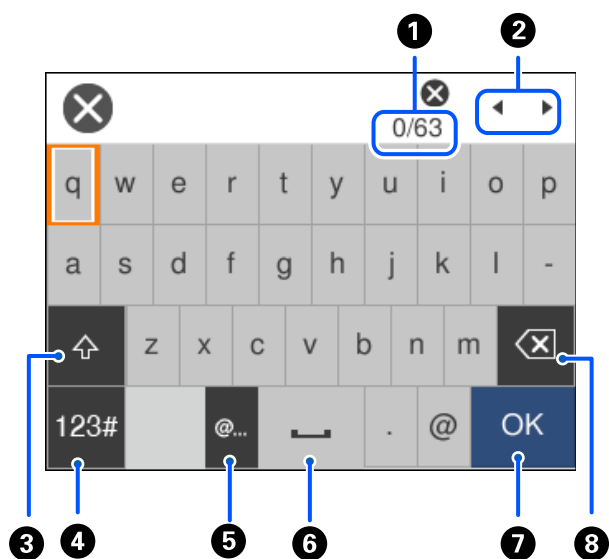 1 2
0/63
q w e r t y u i o p
a s d f g h j k l -
z x c v b n m
123# @... . @ OK
3 4 5 6 7 8